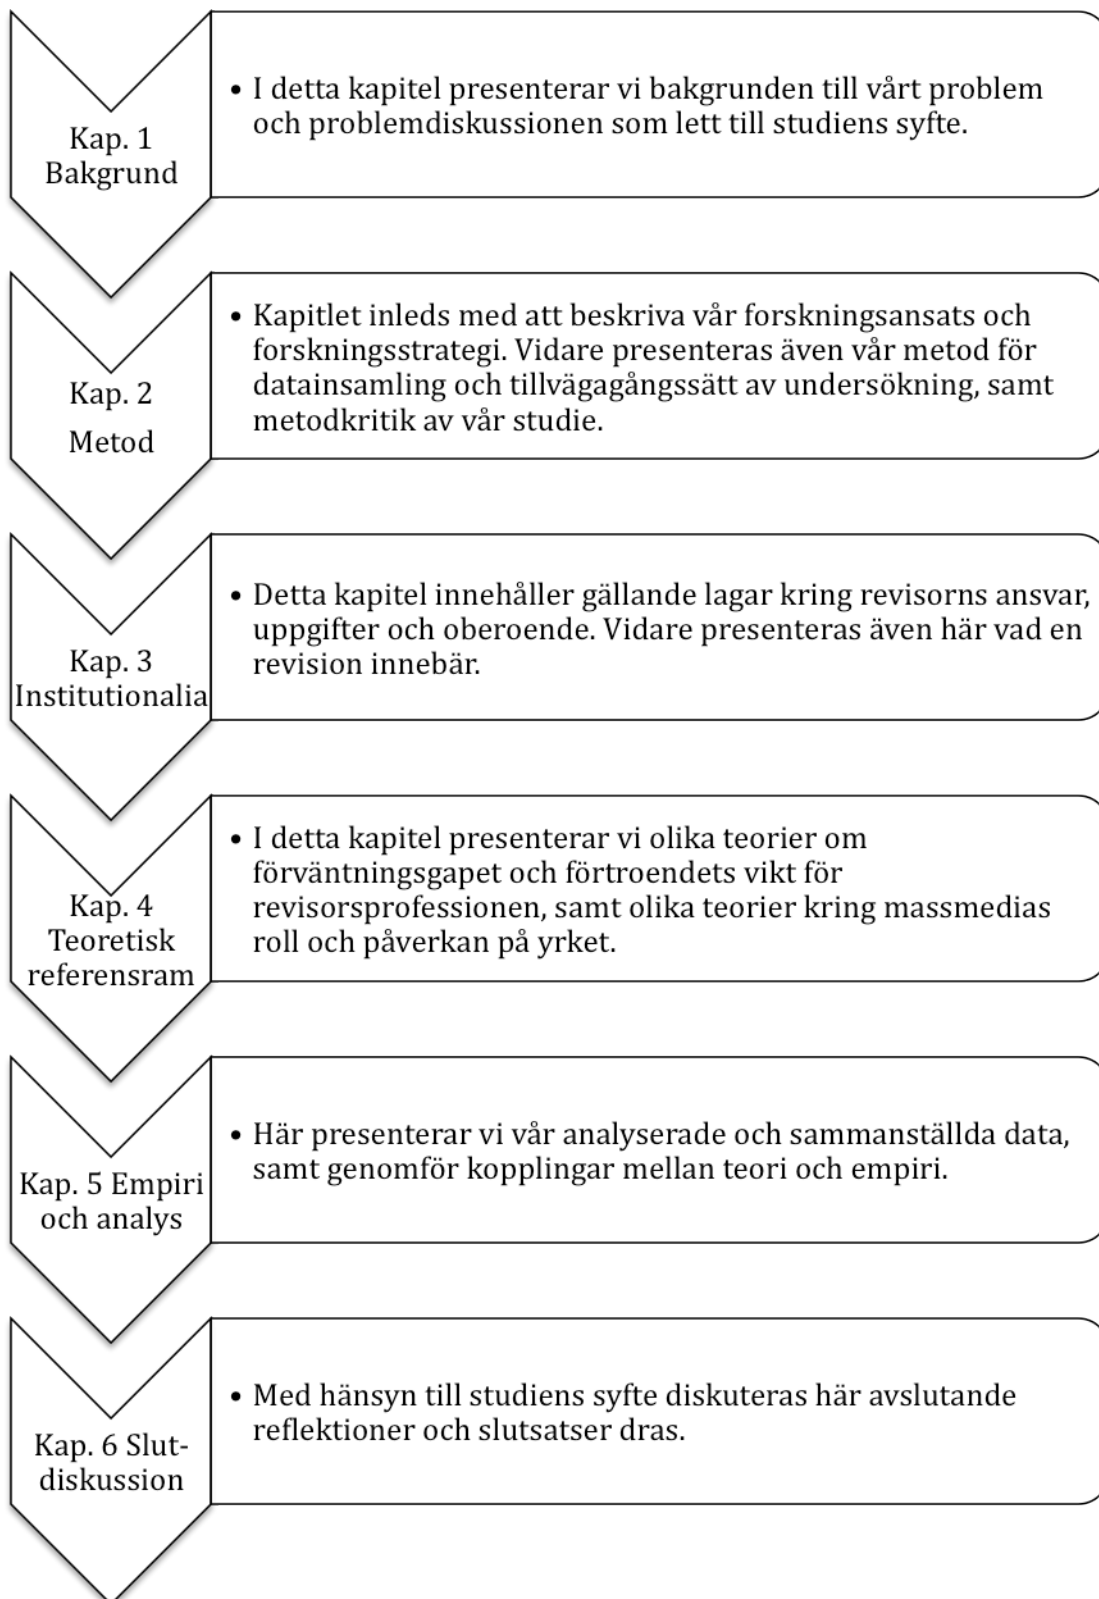 Kap. 1
Bakgrund
• I detta kapitel presenterar vi bakgrunden till vårt problem
och problemdiskussionen som lett till studiens syfte.
Kap. 2
Metod
• Kapitlet inleds med att beskriva vår forskningsansats och
forskningsstrategi. Vidare presenteras även vår metod för
datainsamling och tillvägagångssätt av undersökning, samt
metodkritik av vår studie.
Kap. 3
Institutionalia
• Detta kapitel innehåller gällande lagar kring revisorns ansvar,
uppgifter och oberoende. Vidare presenteras även här vad en
revision innebär.
Kap. 4
Teoretisk
referensram
• I detta kapitel presenterar vi olika teorier om
förväntningsgapet och förtroendets vikt för
revisorsprofessionen, samt olika teorier kring massmedias
roll och påverkan på yrket.
Kap. 5 Empiri
och analys
• Här presenterar vi vår analyserade och sammanställda data,
samt genomför kopplingar mellan teori och empiri.
Kap. 6 Slut-
diskussion
• Med hänsyn till studiens syfte diskuteras här avslutande
reflektioner och slutsatser dras.